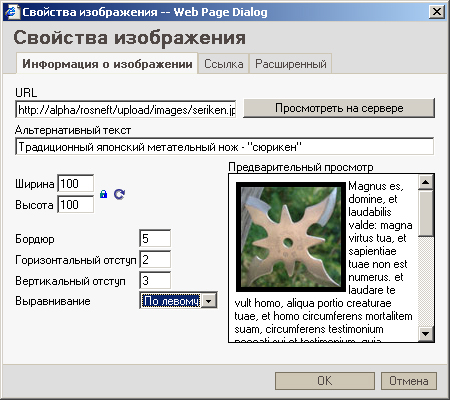 Свойства изображения -- Web Page Dialog
Свойства изображения
Информация о изображении Ссылка Расширенный
URL
http://alpha/rosneft/upload/images/seriken.jp Просмотреть на сервере
Альтернативный текст
Традиционный японский метательный нож - "сюрикен"
Предварительный просмотр
Ширина 100
Высота 100
Бордюр 5
Горизонтальный отступ 2
Вертикальный отступ 3
Выравнивание По левому
Magnus es,
domine, et
laudabilis
valde: magna
virtus tua, et
sapientiae
tuae non est
numerus. et
laudare te
vult homo, aliqua portio creaturae
tuae, et homo circumferens mortalitem
suam, circumferens testimonium
peccati sui et testimonium, quia
OK Отмена